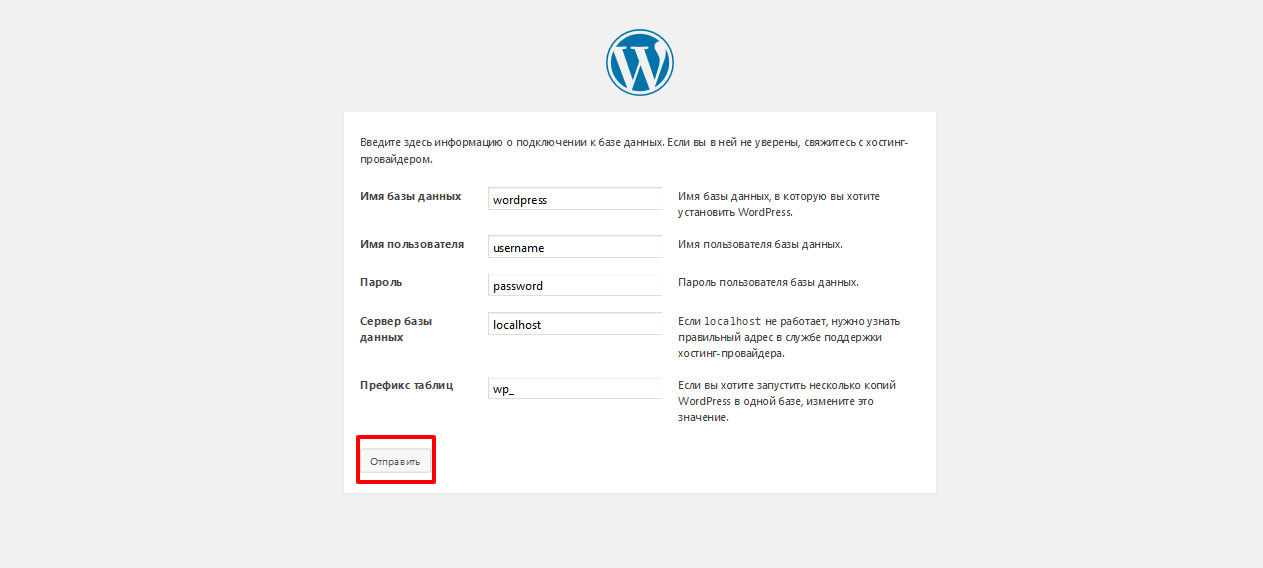 Введите здесь информацию о подключении к базе данных. Если вы в ней не уверены, свяжитесь с хостинг-
провайдером.
Имя базы данных
wordpress
Имя базы данных, в которую вы хотите
установить WordPress.
Имя пользователя
username
Имя пользователя базы данных.
Пароль
password
Пароль пользователя базы данных.
Сервер базы
данных
localhost
Если localhost не работает, нужно узнать
правильный адрес в службе поддержки
хостинг-провайдера.
Префикс таблиц
wp_
Если вы хотите запустить несколько копий
WordPress в одной базе, измените это
значение.
Отправить